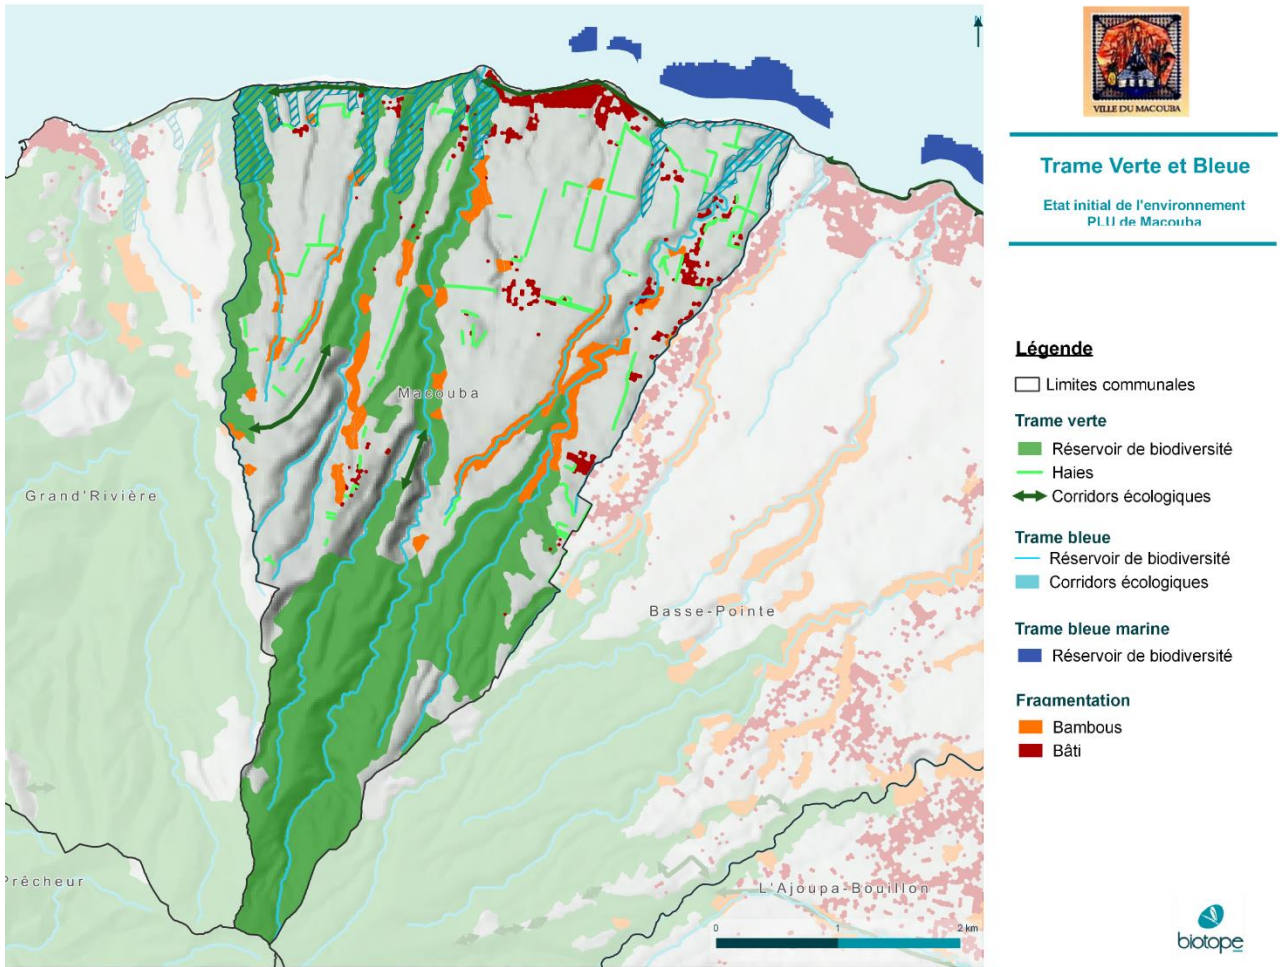 VILLE DU MACOUBA
Trame Verte et Bleue
Etat initial de l'environnement
PLU de Macouba
Légende
Limites communales
Trame verte
Réservoir de biodiversité
Haies
Corridors écologiques
Trame bleue
Réservoir de biodiversité
Corridors écologiques
Trame bleue marine
Réservoir de biodiversité
Fragmentation
Bambous
Bâti
Macouba
Grand'Rivière
Basse-Pointe
Prêcheur
L'Ajoupa-Bouillon
0 1 2 km
biotope